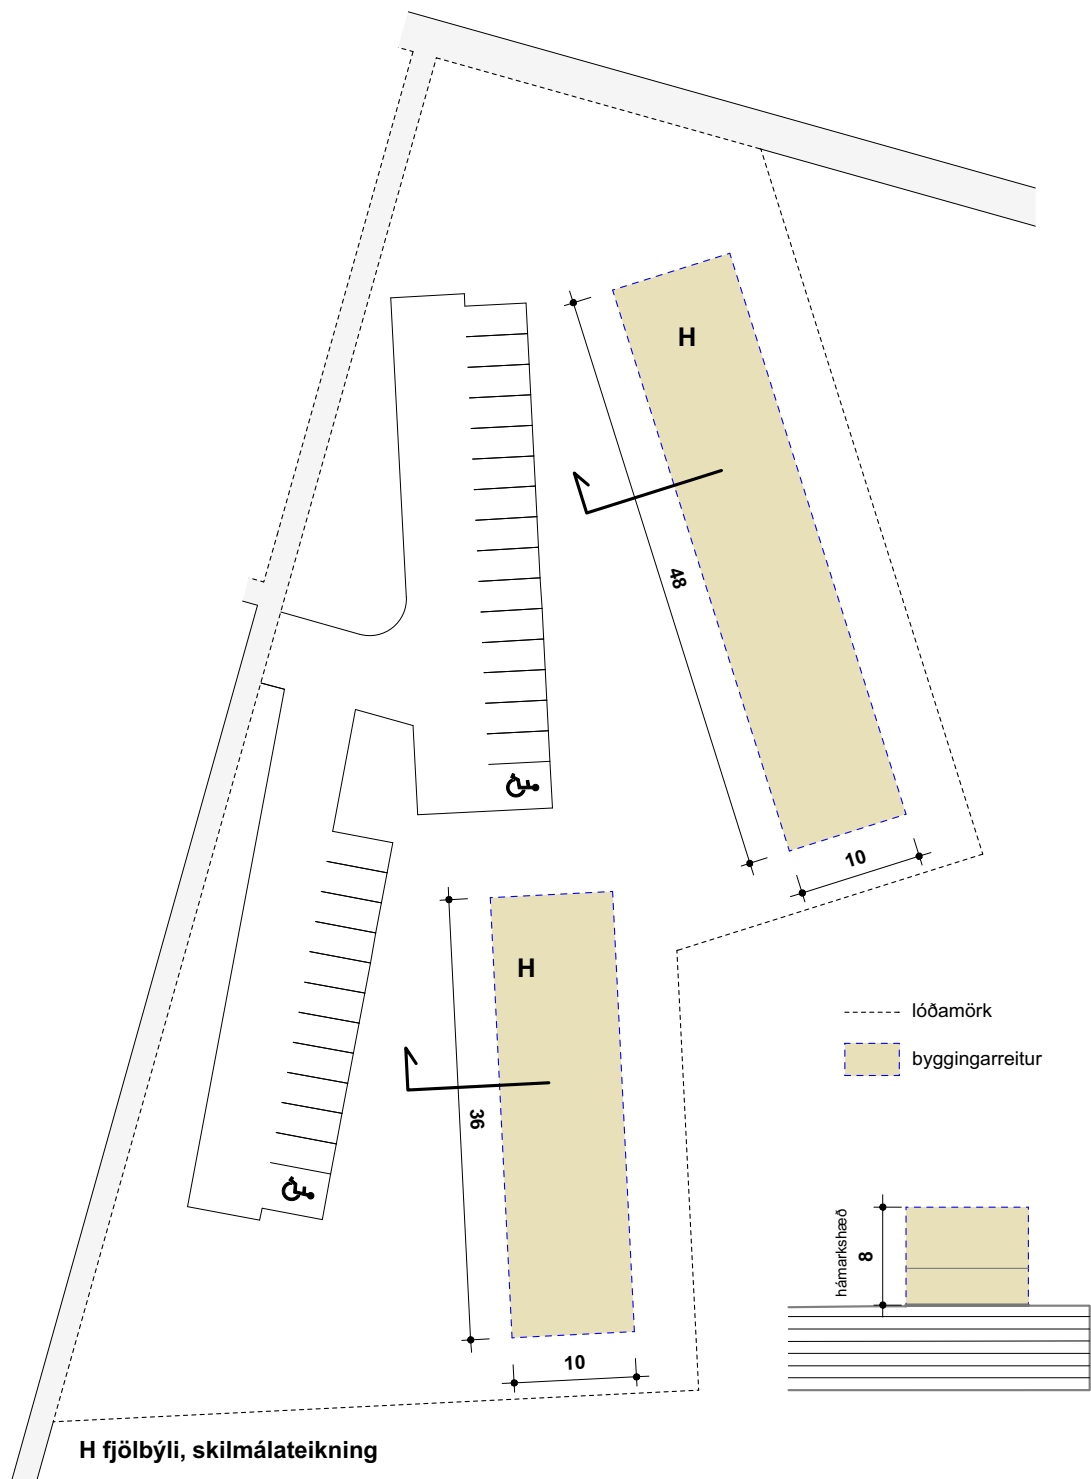 H
48
10
H
36
10
lóðamörk
byggingarreitur
hámarkshæð
8
H fjölbýli, skilmálateikning